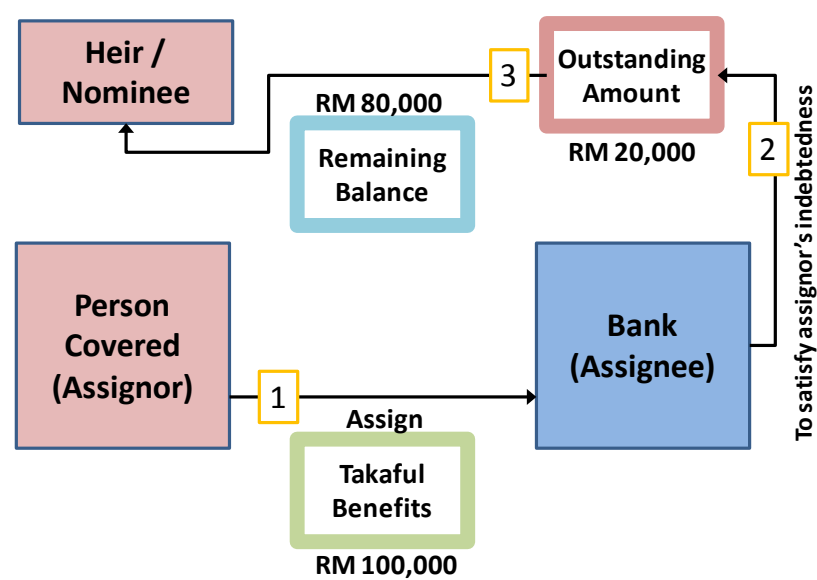 Heir /
Nominee
3
Outstanding
Amount
RM 80,000
RM 20,000
2
Remaining
Balance
To satisfy assignor's indebtedness
Person
Covered
(Assignor)
Bank
(Assignee)
1
Assign
Takaful
Benefits
RM 100,000